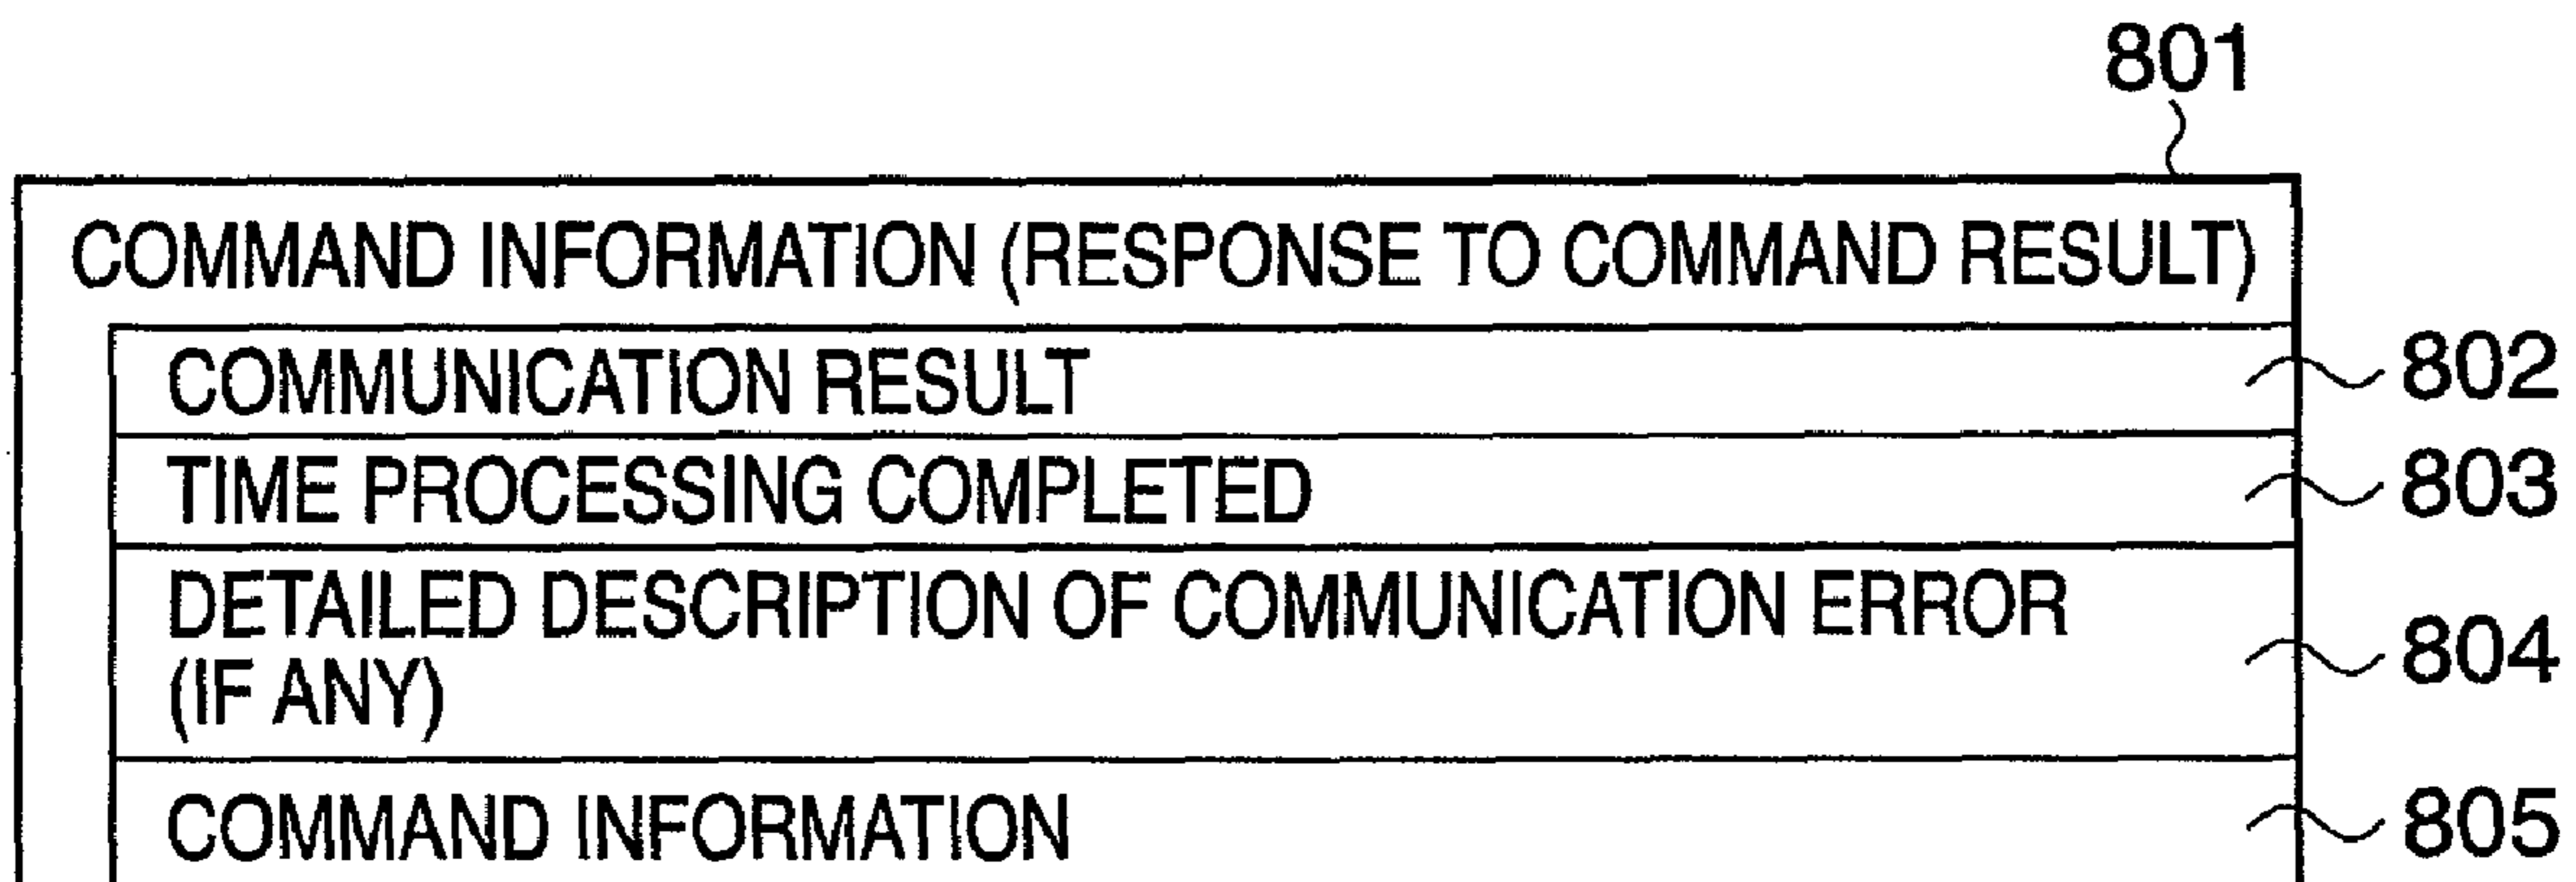 801
COMMAND INFORMATION (RESPONSE TO COMMAND RESULT)
COMMUNICATION RESULT 802
TIME PROCESSING COMPLETED 803
DETAILED DESCRIPTION OF COMMUNICATION ERROR
(IF ANY) 804
COMMAND INFORMATION 805